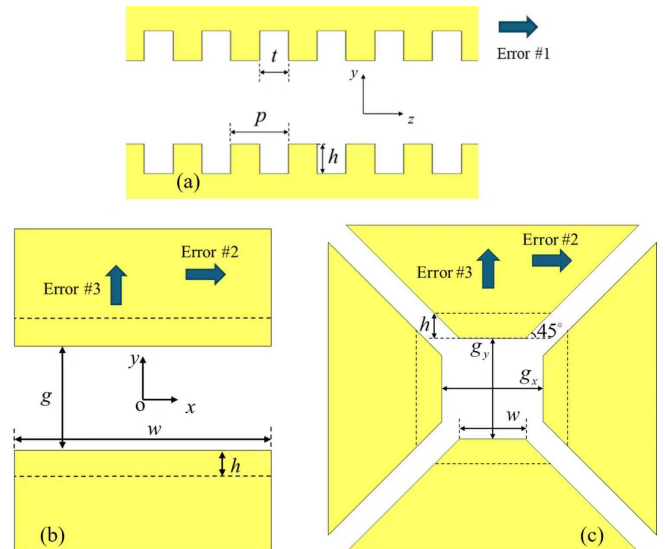 Error #1
t
y
z
p
h
(a)
Error #2
Error #3
g
y
o
x
w
h
(b)
Error #2
Error #3
h
45°
g_y
g_x
w
(c)